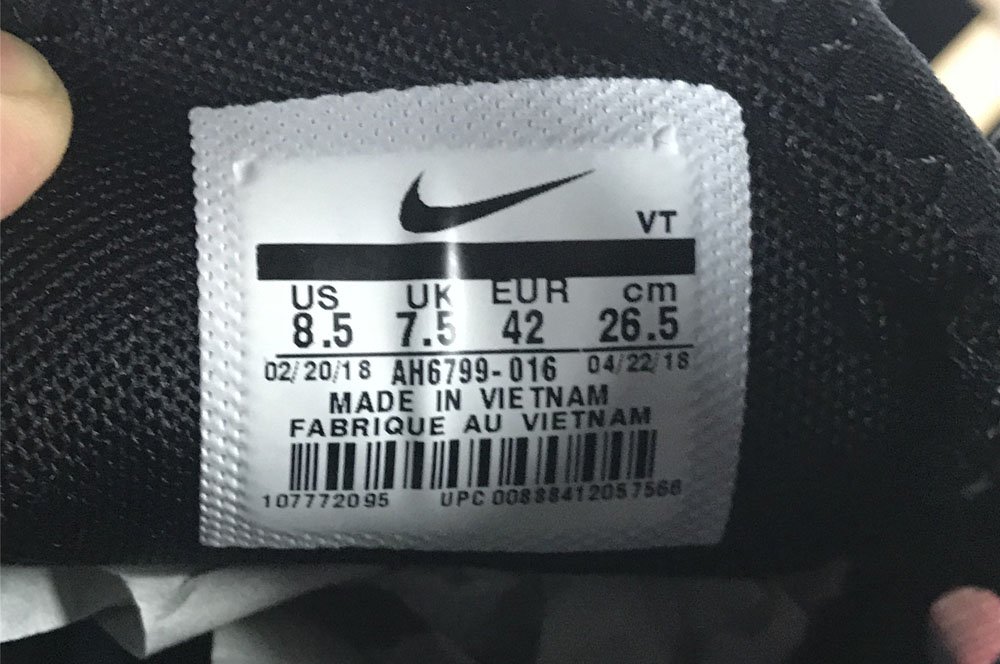 VT
US UK EUR cm
8.5 7.5 42 26.5
02/20/18 AH6799-016 04/22/18
MADE IN VIETNAM
FABRIQUE AU VIETNAM
107772095 UPC 00888412057566